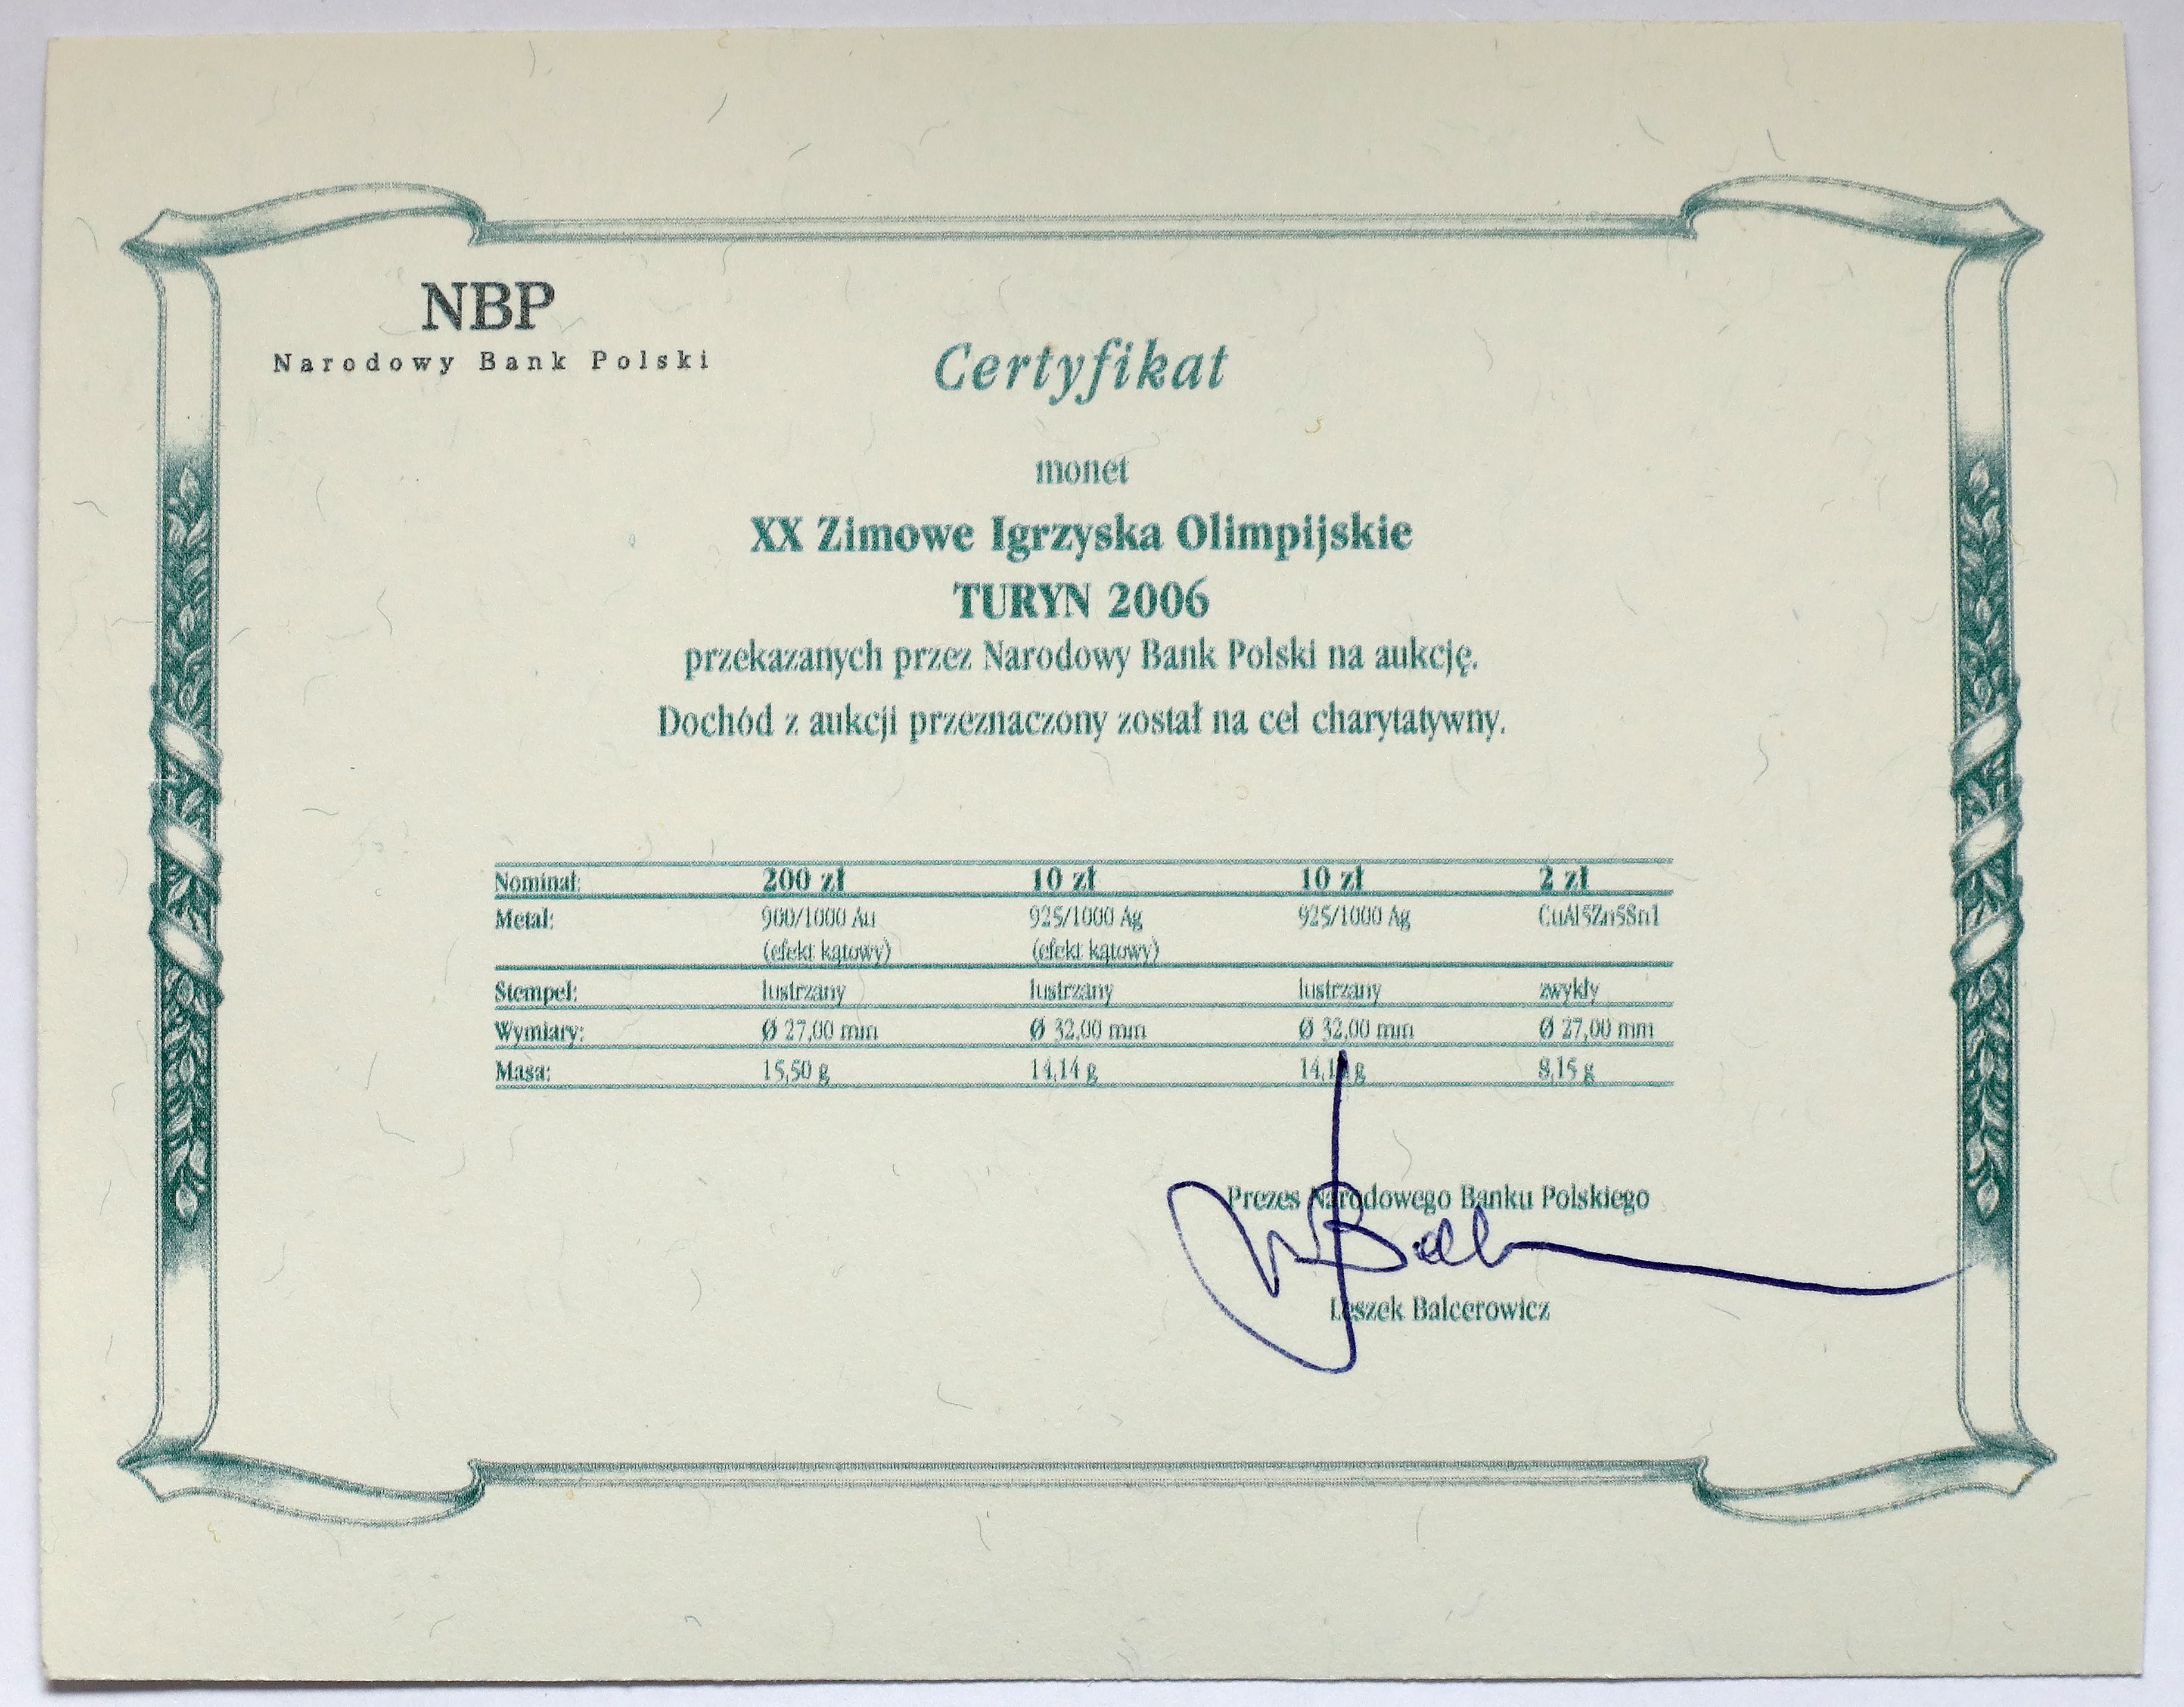 NBP
Narodowy Bank Polski
Certyfikat
monet
XX Zimowe Igrzyska Olimpijskie
TURYN 2006
przekazanych przez Narodowy Bank Polski na aukcję.
Dochód z aukcji przeznaczony został na cel charytatywny.
Nominał: 200 zł 10 zł 10 zł 2 zł
Metal: 900/1000 Au 925/1000 Ag 925/1000 Ag CuAl5Zn5Sn1
(efekt kątowy) (efekt kątowy)
Stempel: lustrzany lustrzany lustrzany zwykły
Wymiary: Ø 27,00 mm Ø 32,00 mm Ø 32,00 mm Ø 27,00 mm
Masa: 15,50 g 14,14 g g 8,15 g
Prezes Narodowego Banku Polskiego
Leszek Balcerowicz